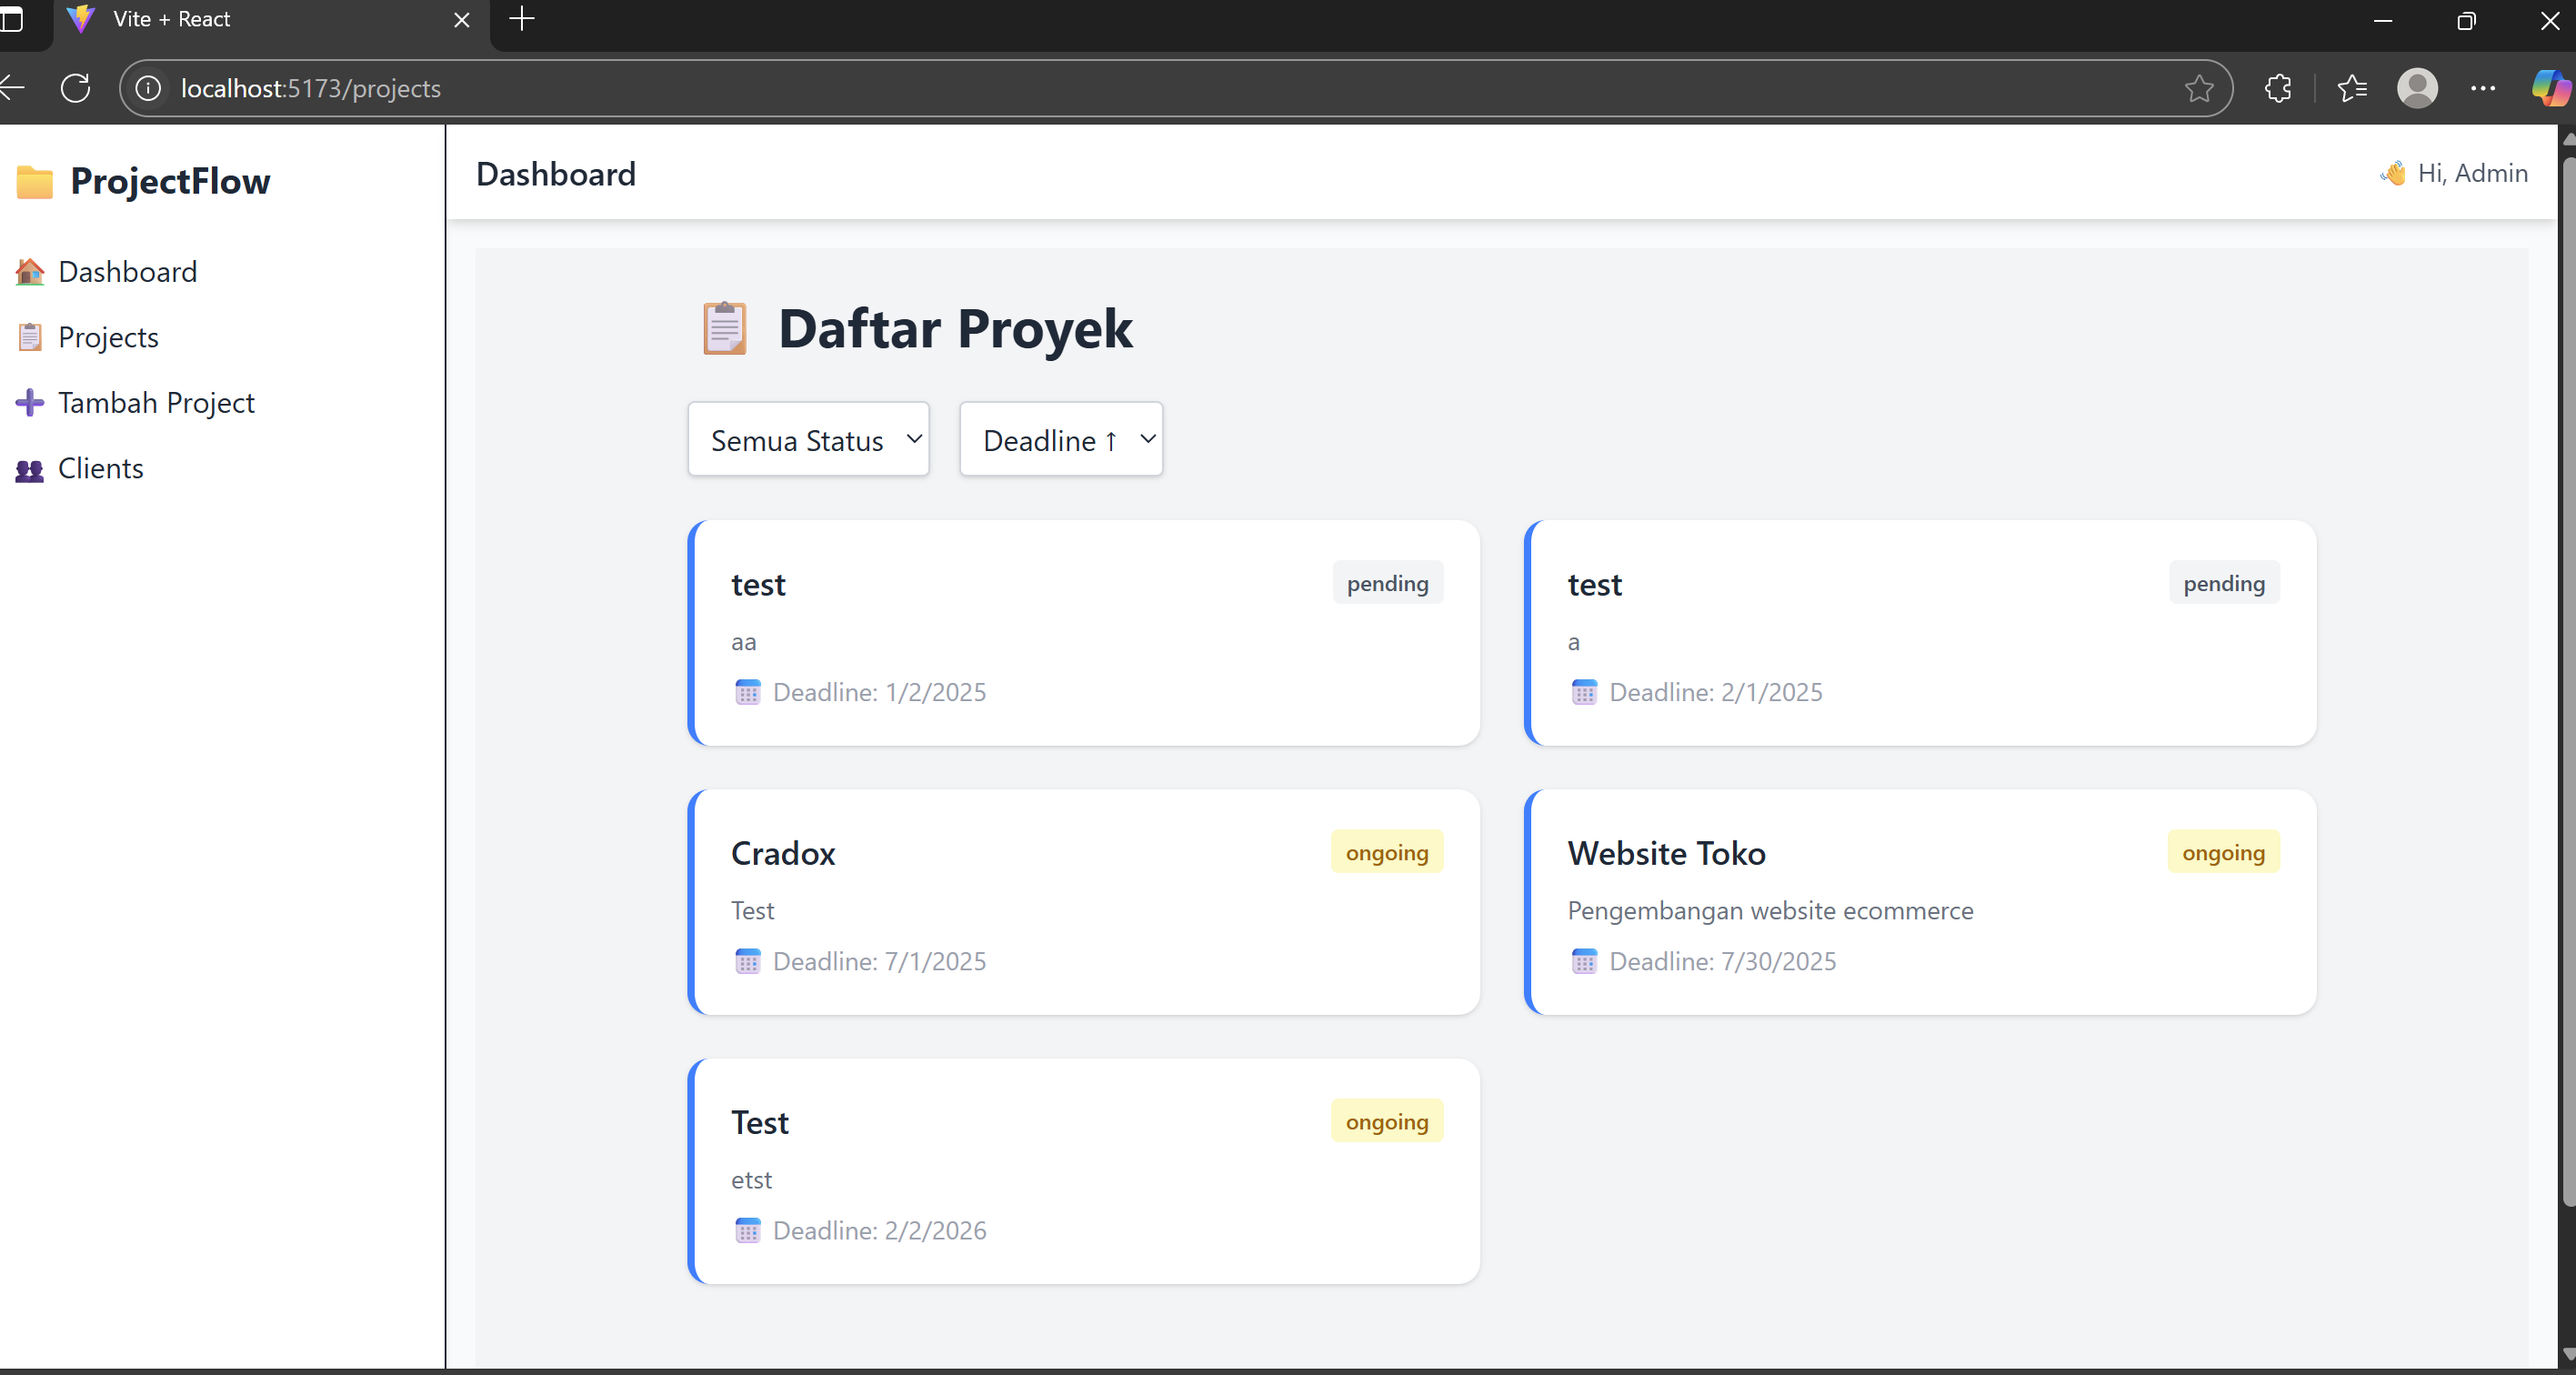 Vite + React
localhost:5173/projects
ProjectFlow
Dashboard
Projects
Tambah Project
Clients
Dashboard
Hi, Admin
Daftar Proyek
Semua Status
Deadline ↑
test
pending
aa
Deadline: 1/2/2025
test
pending
a
Deadline: 2/1/2025
Cradox
ongoing
Test
Deadline: 7/1/2025
Website Toko
ongoing
Pengembangan website ecommerce
Deadline: 7/30/2025
Test
ongoing
etst
Deadline: 2/2/2026